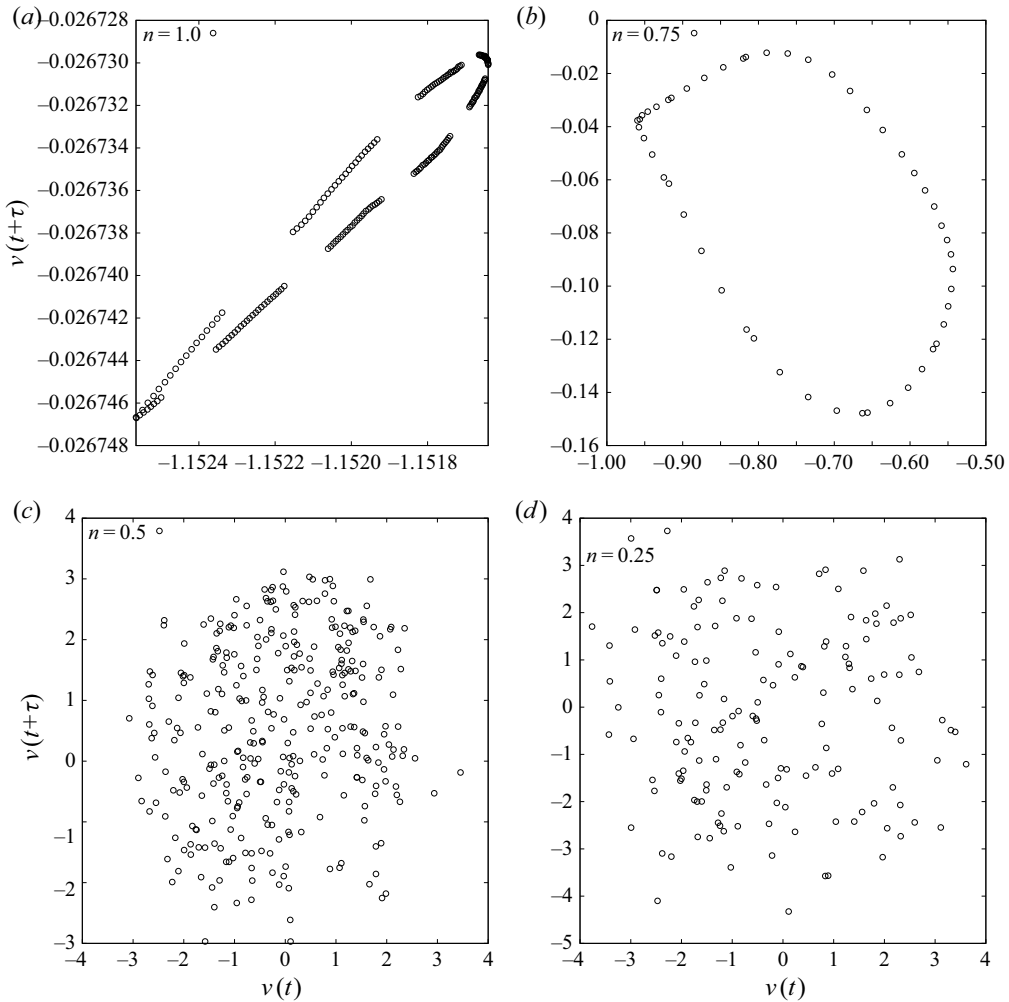 (a)
n = 1.0
−0.026728
−0.026730
−0.026732
−0.026734
−0.026736
−0.026738
−0.026740
−0.026742
−0.026744
−0.026746
−0.026748
v(t+τ)
−1.1524 −1.1522 −1.1520 −1.1518
(b)
n = 0.75
0
−0.02
−0.04
−0.06
−0.08
−0.10
−0.12
−0.14
−0.16
−1.00 −0.90 −0.80 −0.70 −0.60 −0.50
(c)
n = 0.5
4
3
2
1
0
−1
−2
−3
v(t+τ)
−4 −3 −2 −1 0 1 2 3 4
v(t)
(d)
n = 0.25
4
3
2
1
0
−1
−2
−3
−4
−5
−4 −3 −2 −1 0 1 2 3 4
v(t)